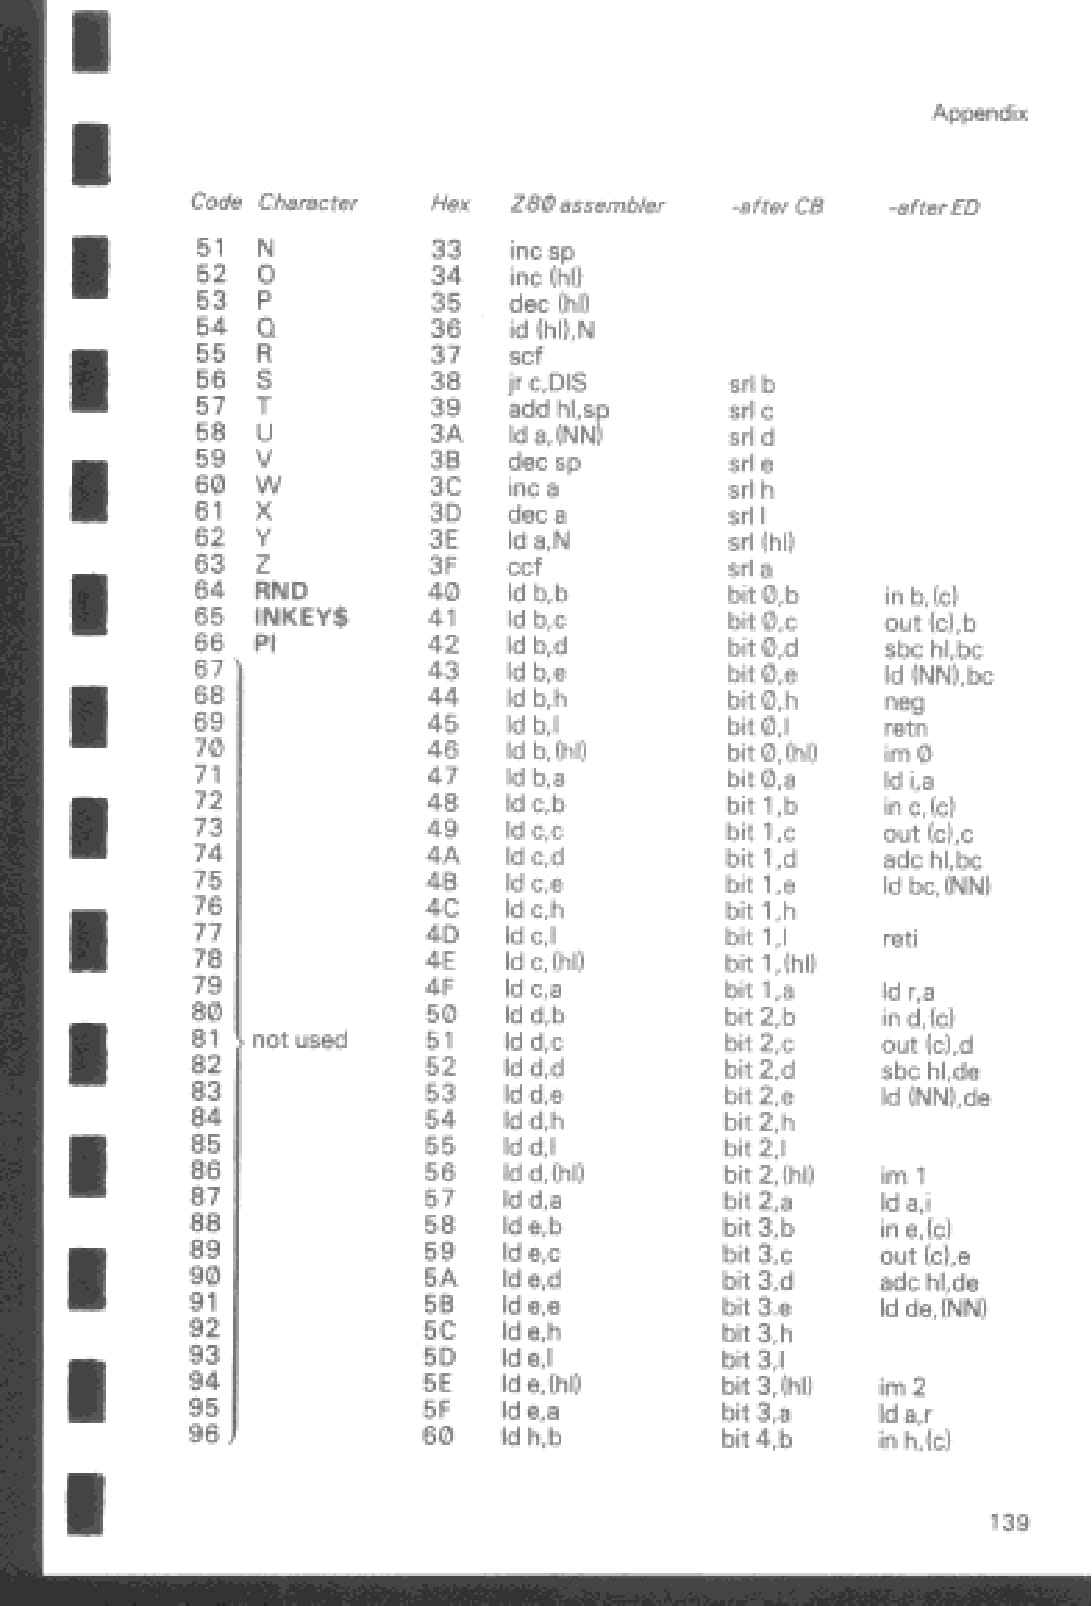 Appendix
Code Character Hex Z80 assembler -after CB -after ED
51 N 33 inc sp
52 O 34 inc (hl)
53 P 35 dec (hl)
54 Q 36 id (hl),N
55 R 37 scf
56 S 38 jr c,DIS srl b
57 T 39 add hl,sp srl c
58 U 3A ld a,(NN) srl d
59 V 3B dec sp srl e
60 W 3C inc a srl h
61 X 3D dec a srl l
62 Y 3E ld a,N srl (hl)
63 Z 3F ccf srl a
64 RND 40 ld b,b bit 0,b in b,(c)
65 INKEY$ 41 ld b,c bit 0,c out (c),b
66 PI 42 ld b,d bit 0,d sbc hl,bc
67 43 ld b,e bit 0,e ld (NN),bc
68 44 ld b,h bit 0,h neg
69 45 ld b,l bit 0,l retn
70 46 ld b,(hl) bit 0,(hl) im 0
71 47 ld b,a bit 0,a ld i,a
72 48 ld c,b bit 1,b in c,(c)
73 49 ld c,c bit 1,c out (c),c
74 4A ld c,d bit 1,d adc hl,bc
75 4B ld c,e bit 1.e ld bc,(NN)
76 4C ld c,h bit 1,h
77 4D ld c,l bit 1,l reti
78 4E ld c,(hl) bit 1,(hl)
79 4F ld c,a bit 1,a ld r,a
80 50 ld d,b bit 2,b in d,(c)
81 not used 51 ld d,c bit 2,c out (c),d
82 52 ld d,d bit 2,d sbc hl,de
83 53 ld d,e bit 2,e ld (NN),de
84 54 ld d,h bit 2,h
85 55 ld d,l bit 2,l
86 56 ld d,(hl) bit 2,(hl) im 1
87 57 ld d,a bit 2,a ld a,i
88 58 ld e,b bit 3,b in e,(c)
89 59 ld e,c bit 3,c out (c),e
90 5A ld e,d bit 3,d adc hl,de
91 5B ld e,e bit 3.e ld de,(NN)
92 5C ld e,h bit 3,h
93 5D ld e,l bit 3,l
94 5E ld e,(hl) bit 3,(hl) im 2
95 5F ld e,a bit 3,a ld a,r
96 60 ld h,b bit 4,b in h,(c)
139